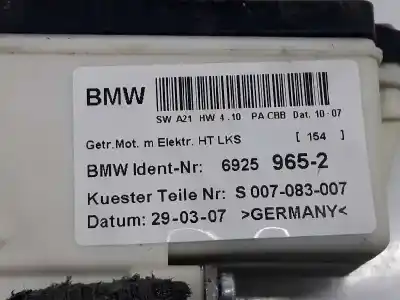 BMW
SW A21 HW 4.10 PA CBB Dat. 10-07
Getr.Mot. m Elektr. HT LKS [ 154 ]
BMW Ident-Nr: 6925 965-2
Kuester Teile Nr: S 007-083-007
Datum: 29-03-07 >GERMANY<